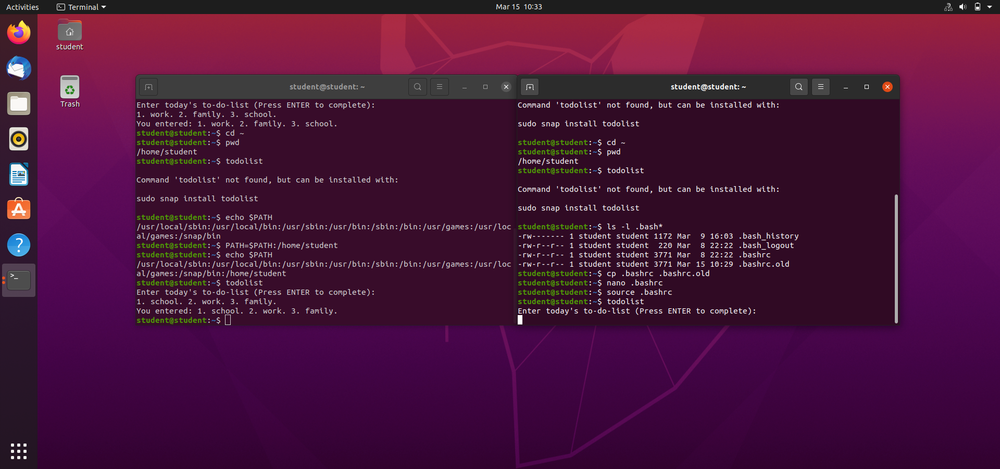 Activities
Terminal
Mar 15 10:33
student
Trash
student@student: ~
Enter today's to-do-list (Press ENTER to complete):
1. work. 2. family. 3. school.
You entered: 1. work. 2. family. 3. school.
student@student:~$ cd ~
student@student:~$ pwd
/home/student
student@student:~$ todolist
Command 'todolist' not found, but can be installed with:
sudo snap install todolist
student@student:~$ echo $PATH
/usr/local/sbin:/usr/local/bin:/usr/sbin:/usr/bin:/sbin:/bin:/usr/games:/usr/loc
al/games:/snap/bin
student@student:~$ PATH=$PATH:/home/student
student@student:~$ echo $PATH
/usr/local/sbin:/usr/local/bin:/usr/sbin:/usr/bin:/sbin:/bin:/usr/games:/usr/loc
al/games:/snap/bin:/home/student
student@student:~$ todolist
Enter today's to-do-list (Press ENTER to complete):
1. school. 2. work. 3. family.
You entered: 1. school. 2. work. 3. family.
student@student:~$
student@student: ~
Command 'todolist' not found, but can be installed with:
sudo snap install todolist
student@student:~$ cd ~
student@student:~$ pwd
/home/student
student@student:~$ todolist
Command 'todolist' not found, but can be installed with:
sudo snap install todolist
student@student:~$ ls -l .bash*
-rw------- 1 student student 1172 Mar  9 16:03 .bash_history
-rw-r--r-- 1 student student  220 Mar  8 22:22 .bash_logout
-rw-r--r-- 1 student student 3771 Mar  8 22:22 .bashrc
-rw-r--r-- 1 student student 3771 Mar 15 10:29 .bashrc.old
student@student:~$ cp .bashrc .bashrc.old
student@student:~$ nano .bashrc
student@student:~$ source .bashrc
student@student:~$ todolist
Enter today's to-do-list (Press ENTER to complete):